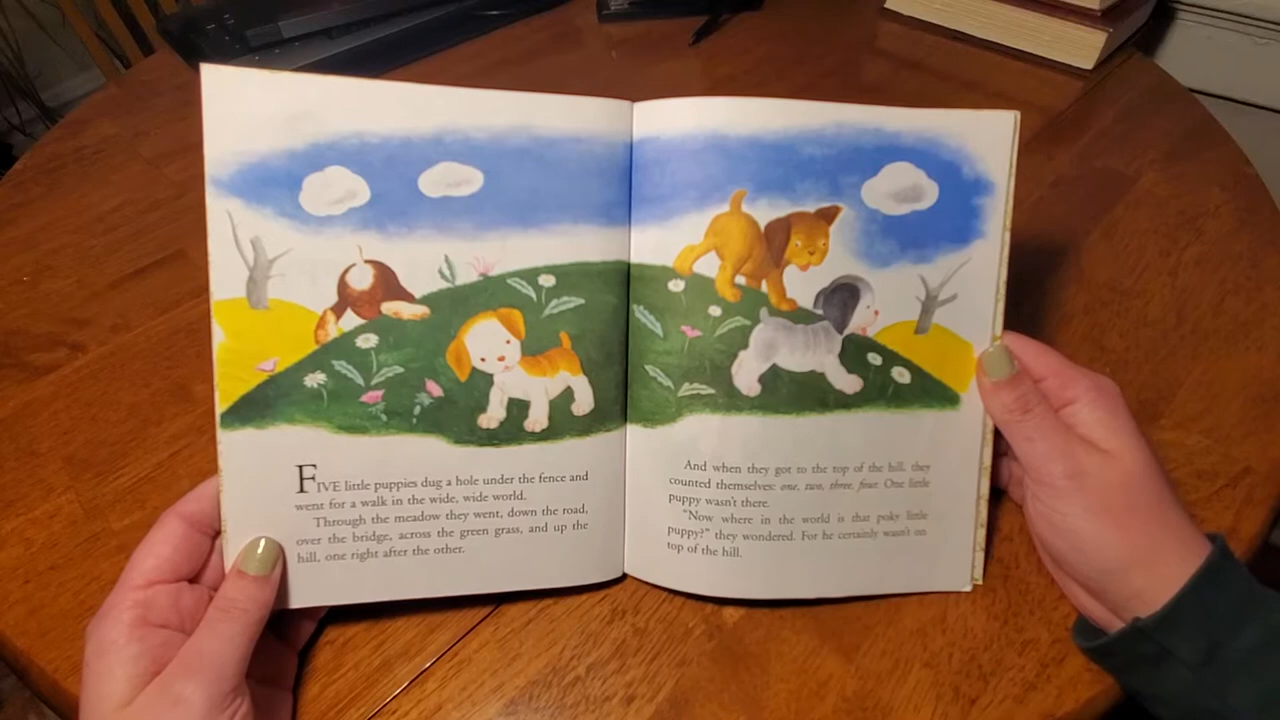 FIVE little puppies dug a hole under the fence and
went for a walk in the wide, wide world.
Through the meadow they went, down the road,
over the bridge, across the green grass, and up the
hill, one right after the other.
And when they got to the top of the hill, they
counted themselves: one, two, three, four. One little
puppy wasn't there.
"Now where in the world is that poky little
puppy?" they wondered. For he certainly wasn't on
top of the hill.